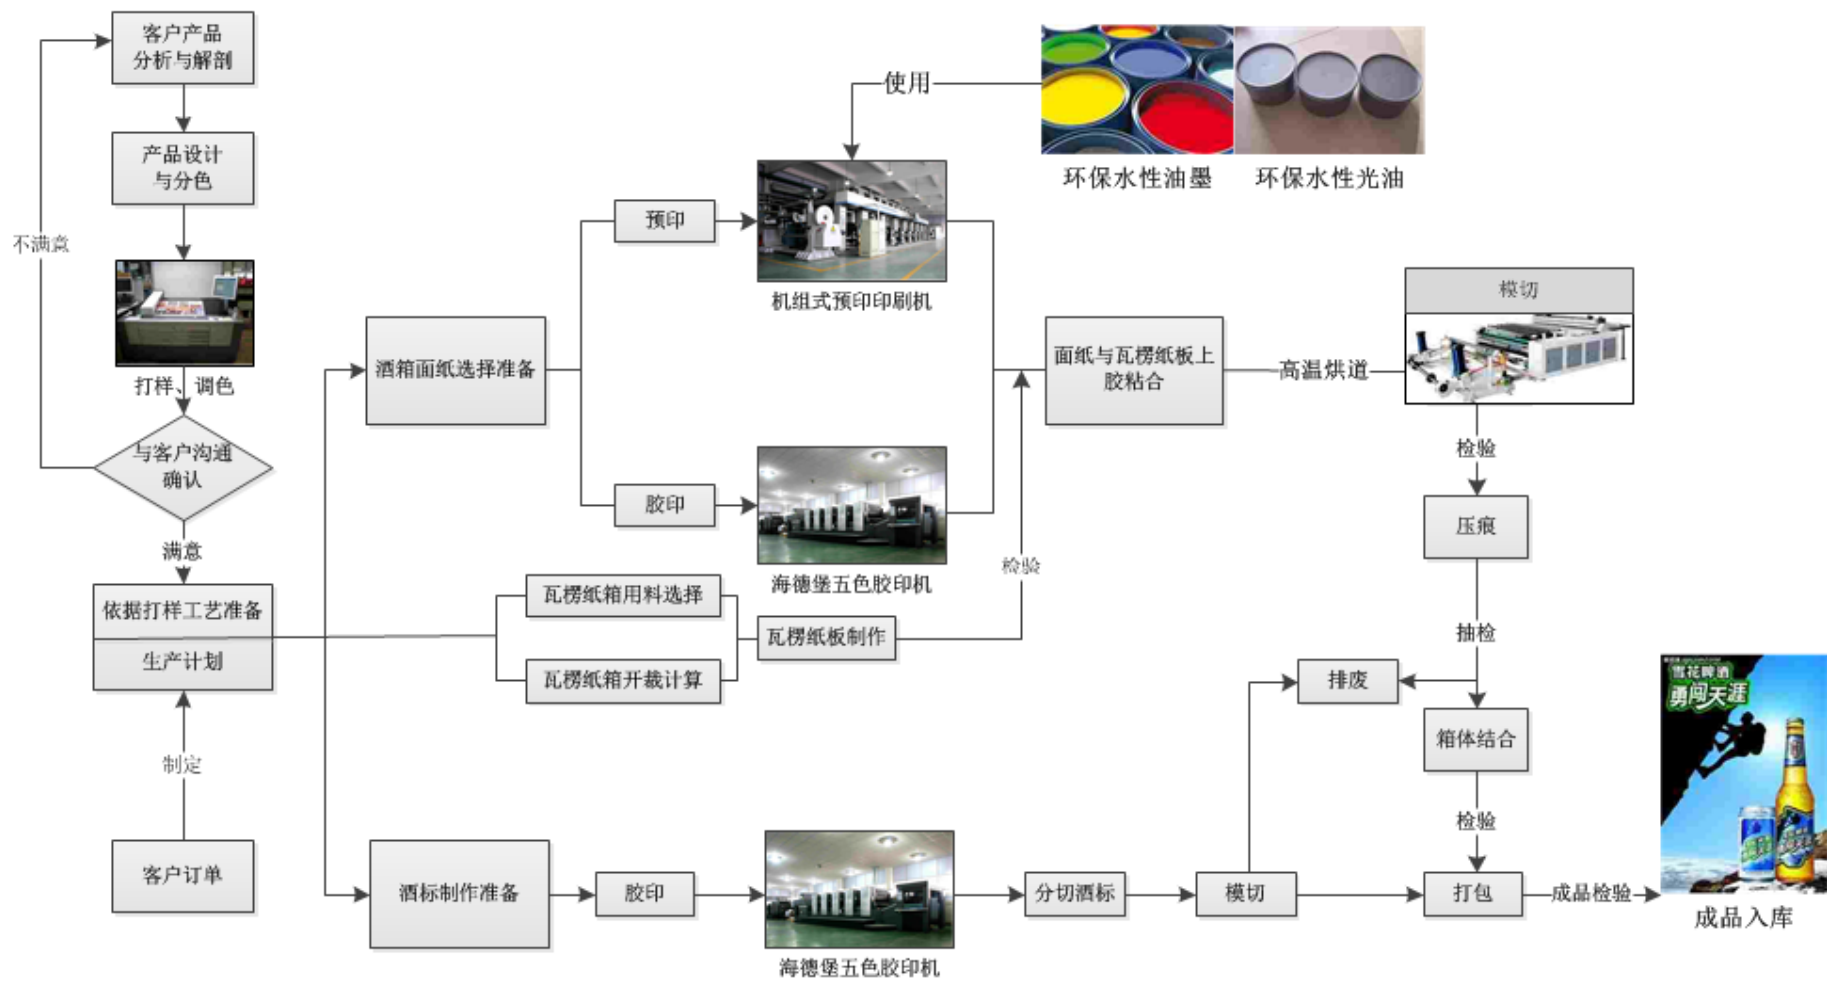 客户产品
分析与解剖
产品设计
与分色
不满意
打样、调色
与客户沟通
确认
满意
依据打样工艺准备
生产计划
制定
客户订单
使用
环保水性油墨
环保水性光油
预印
机组式预印印刷机
酒箱面纸选择准备
胶印
海德堡五色胶印机
瓦楞纸箱用料选择
瓦楞纸箱开裁计算
瓦楞纸板制作
检验
面纸与瓦楞纸板上
胶粘合
高温烘道
模切
检验
压痕
抽检
排废
箱体结合
检验
酒标制作准备
胶印
海德堡五色胶印机
分切酒标
模切
打包
成品检验
雪花啤酒
勇闯天涯
成品入库